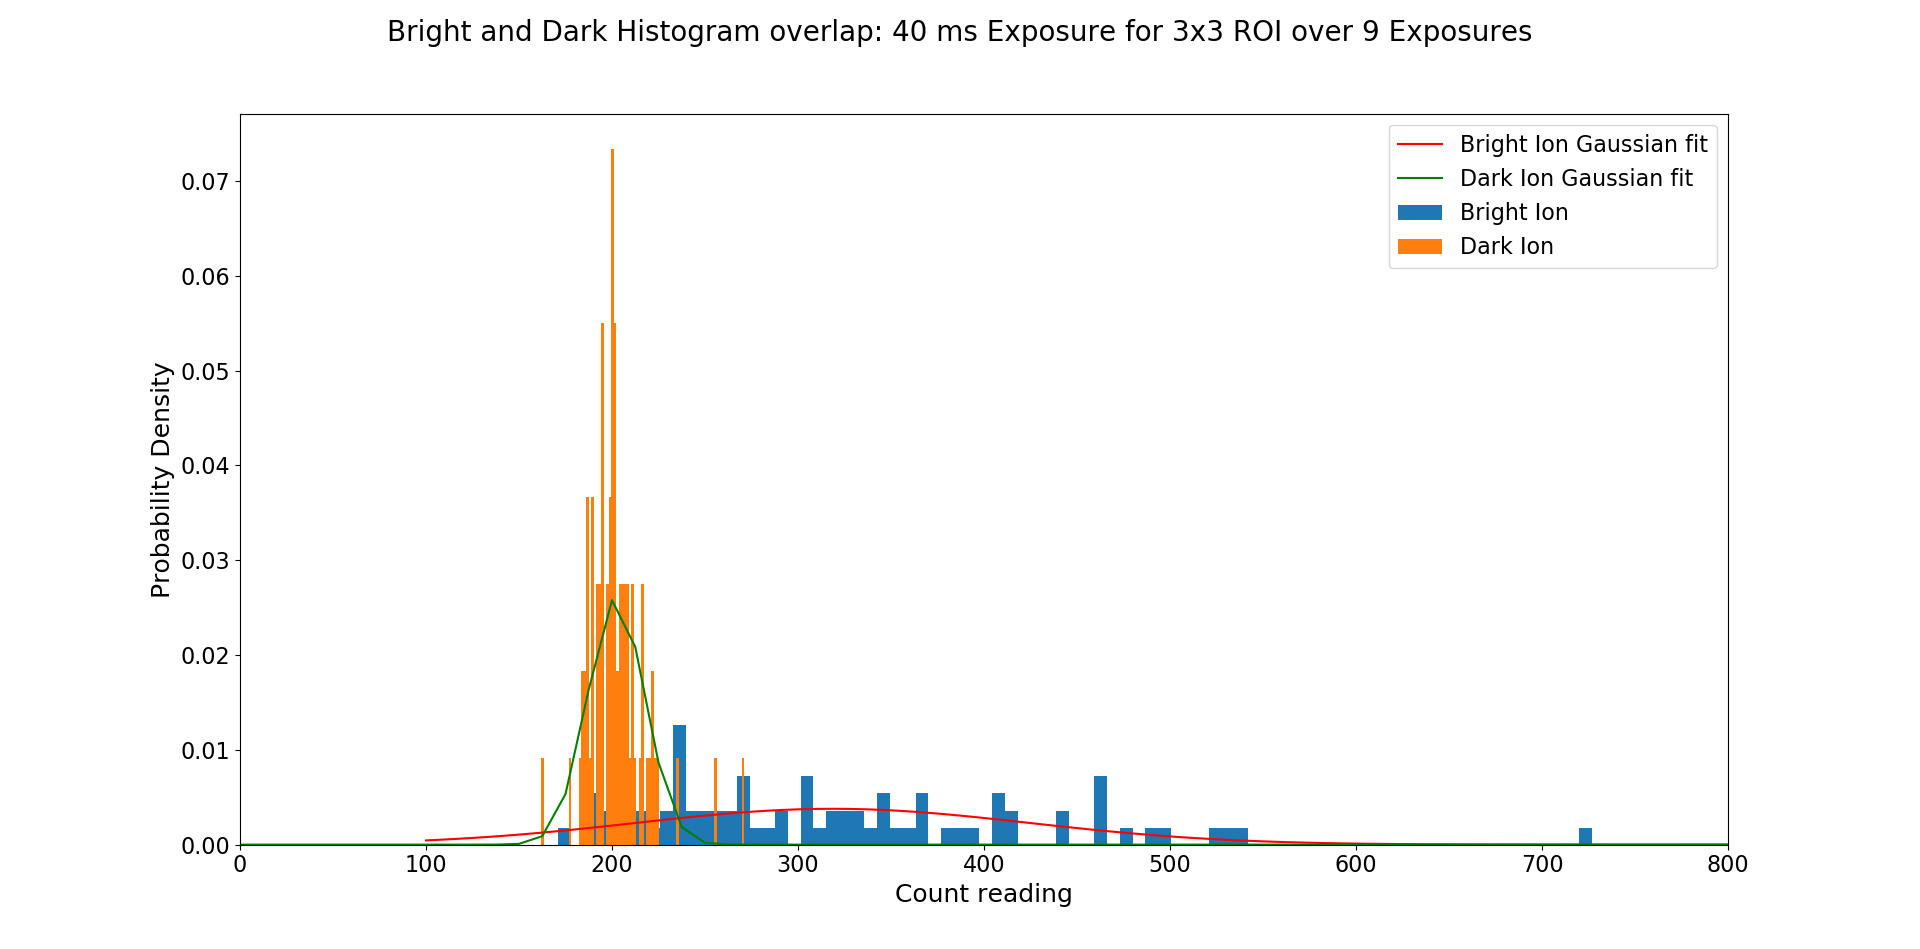 Bright and Dark Histogram overlap: 40 ms Exposure for 3x3 ROI over 9 Exposures
Bright Ion Gaussian fit
Dark Ion Gaussian fit
Bright Ion
Dark Ion
Probability Density
0.07
0.06
0.05
0.04
0.03
0.02
0.01
0.00
0 100 200 300 400 500 600 700 800
Count reading